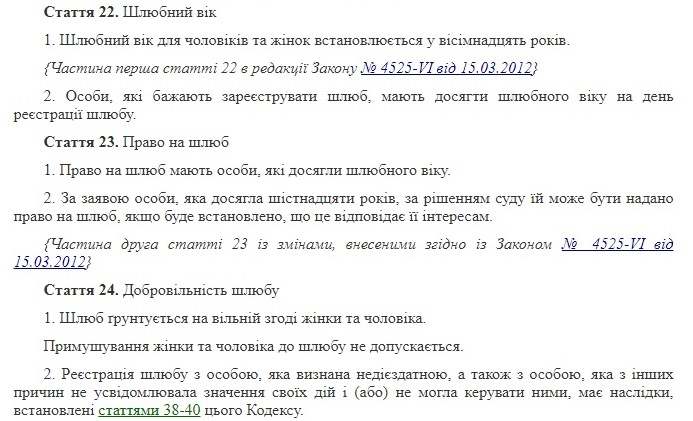 Стаття 22. Шлюбний вік
1. Шлюбний вік для чоловіків та жінок встановлюється у вісімнадцять років.
{Частина перша статті 22 в редакції Закону № 4525-VI від 15.03.2012}
2. Особи, які бажають зареєструвати шлюб, мають досягти шлюбного віку на день
реєстрації шлюбу.
Стаття 23. Право на шлюб
1. Право на шлюб мають особи, які досягли шлюбного віку.
2. За заявою особи, яка досягла шістнадцяти років, за рішенням суду їй може бути надано
право на шлюб, якщо буде встановлено, що це відповідає її інтересам.
{Частина друга статті 23 із змінами, внесеними згідно із Законом № 4525-VI від
15.03.2012}
Стаття 24. Добровільність шлюбу
1. Шлюб ґрунтується на вільній згоді жінки та чоловіка.
Примушування жінки та чоловіка до шлюбу не допускається.
2. Реєстрація шлюбу з особою, яка визнана недієздатною, а також з особою, яка з інших
причин не усвідомлювала значення своїх дій і (або) не могла керувати ними, має наслідки,
встановлені статтями 38-40 цього Кодексу.